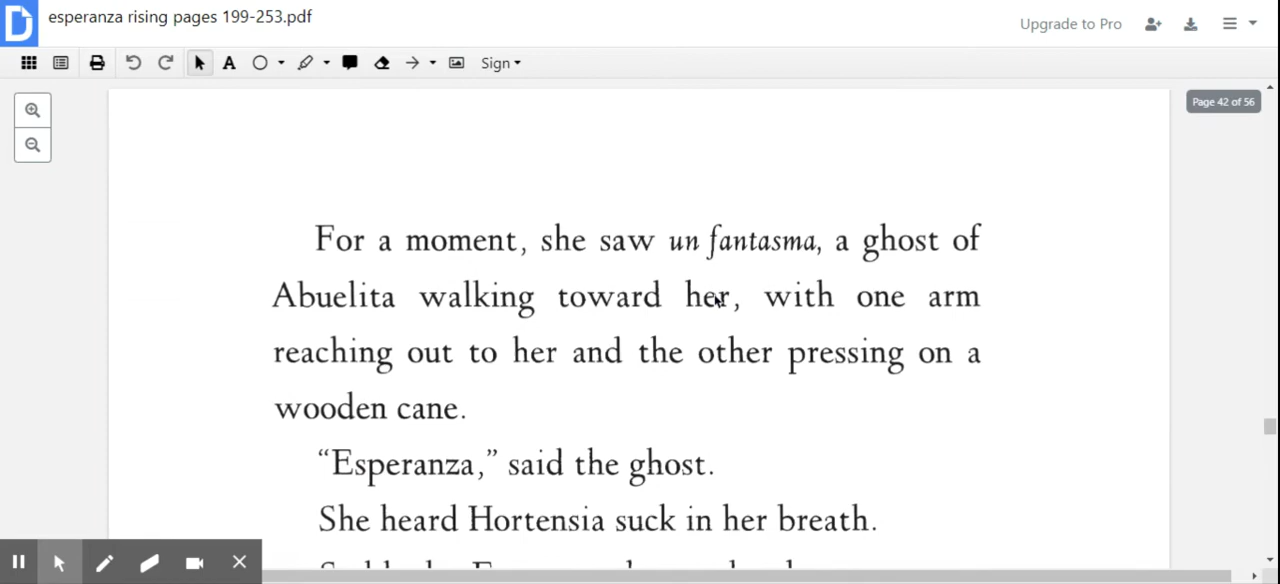 esperanza rising pages 199-253.pdf
Upgrade to Pro
A
Sign
Page 42 of 56
For a moment, she saw un fantasma, a ghost of
Abuelita walking toward her, with one arm
reaching out to her and the other pressing on a
wooden cane.
“Esperanza,” said the ghost.
She heard Hortensia suck in her breath.